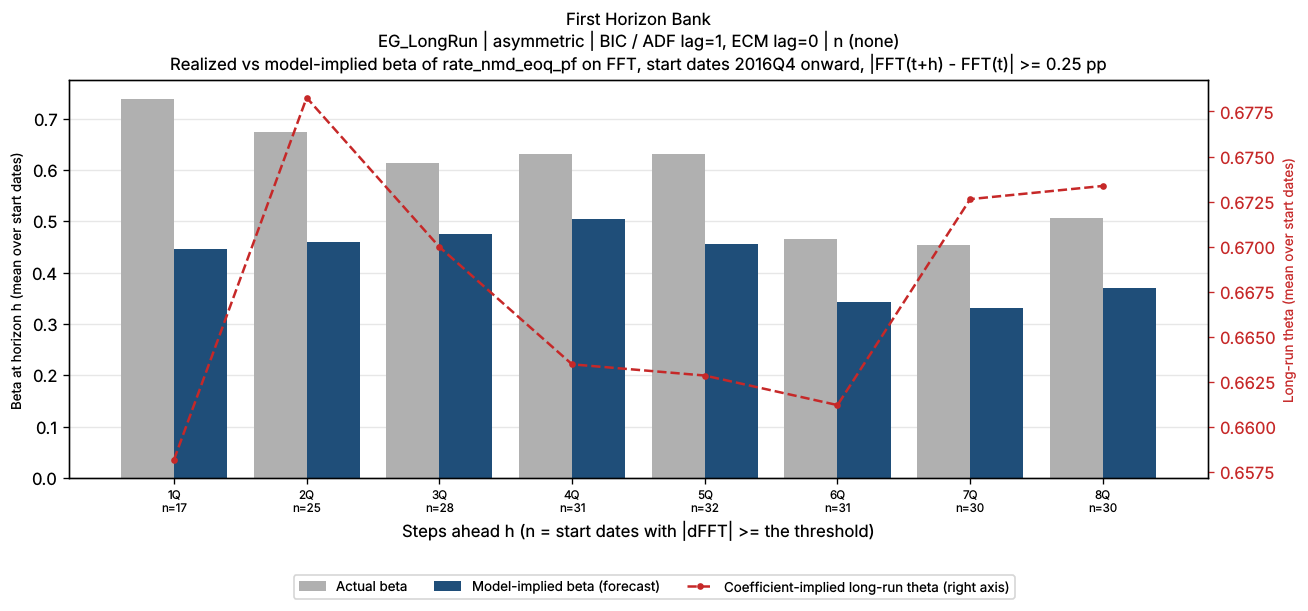 First Horizon Bank
EG_LongRun | asymmetric | BIC / ADF lag=1, ECM lag=0 | n (none)
Realized vs model-implied beta of rate_nmd_eoq_pf on FFT, start dates 2016Q4 onward, |FFT(t+h) - FFT(t)| >= 0.25 pp
Beta at horizon h (mean over start dates)
0.7
0.6
0.5
0.4
0.3
0.2
0.1
0.0
0.6775
0.6750
0.6725
0.6700
0.6675
0.6650
0.6625
0.6600
0.6575
Long-run theta (mean over start dates)
1Q 2Q 3Q 4Q 5Q 6Q 7Q 8Q
n=17 n=25 n=28 n=31 n=32 n=31 n=30 n=30
Steps ahead h (n = start dates with |dFFT| >= the threshold)
Actual beta Model-implied beta (forecast) Coefficient-implied long-run theta (right axis)